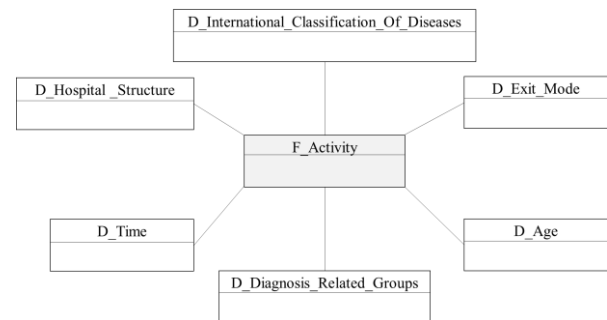 D_International_Classification_Of_Diseases
D_Hospital _Structure
D_Exit_Mode
F_Activity
D_Time
D_Age
D_Diagnosis_Related_Groups